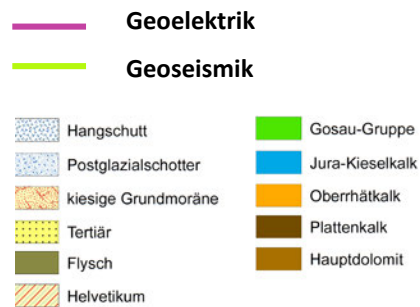 Geoelektrik
Geoseismik
Hangschutt
Postglazialschotter
kiesige Grundmoräne
Tertiär
Flysch
Helvetikum
Gosau-Gruppe
Jura-Kieselkalk
Oberrhätkalk
Plattenkalk
Hauptdolomit